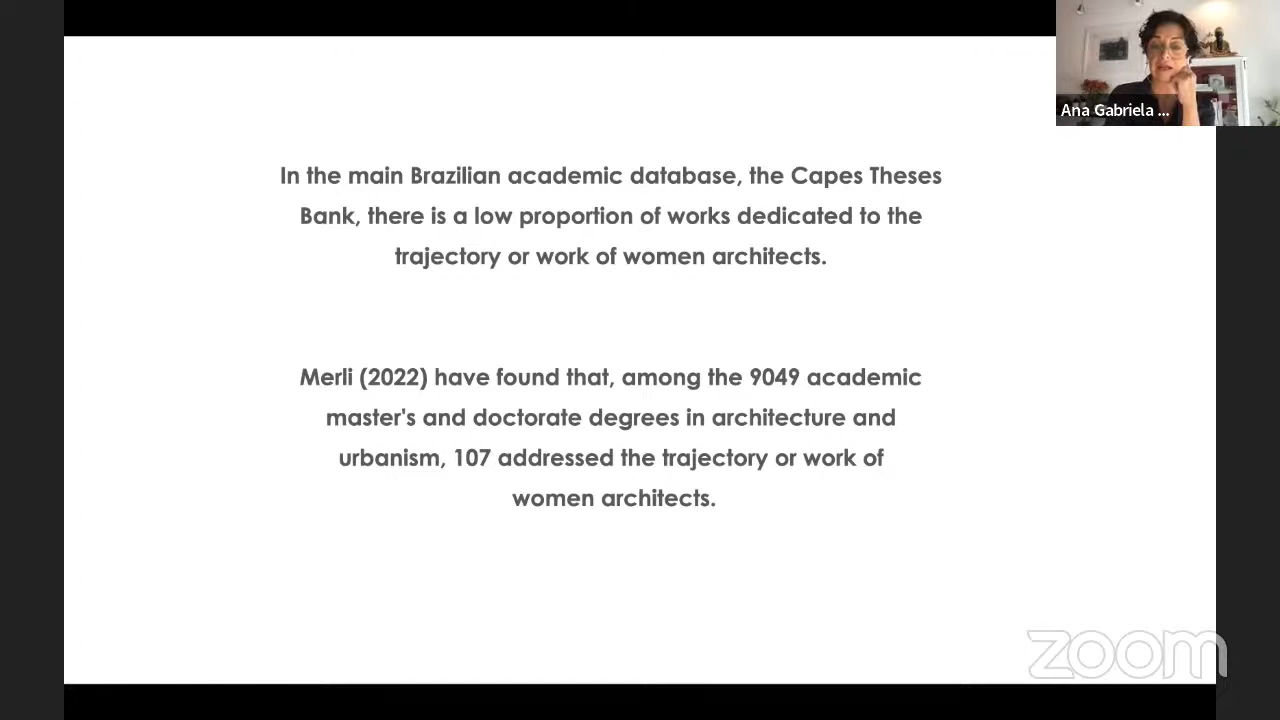 Ana Gabriela ...
In the main Brazilian academic database, the Capes Theses
Bank, there is a low proportion of works dedicated to the
trajectory or work of women architects.
Merli (2022) have found that, among the 9049 academic
master's and doctorate degrees in architecture and
urbanism, 107 addressed the trajectory or work of
women architects.
zoom